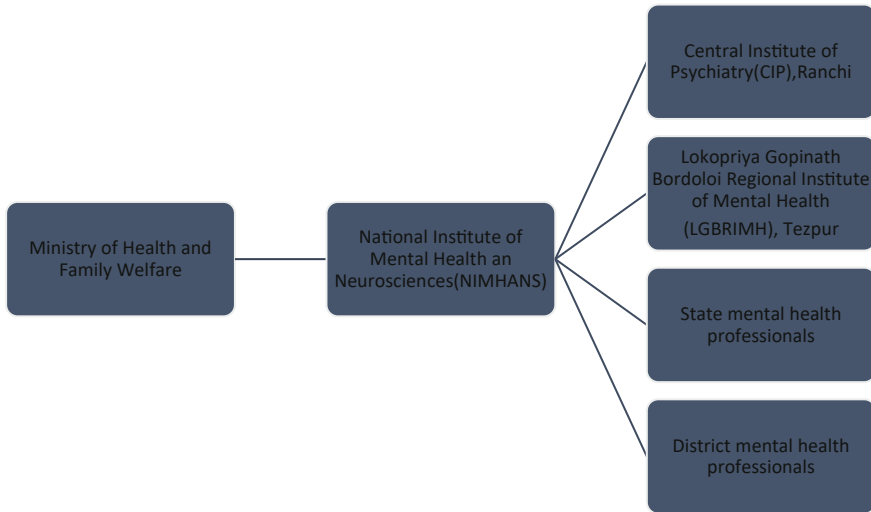 Ministry of Health and
Family Welfare
National Institute of
Mental Health an
Neurosciences(NIMHANS)
Central Institute of
Psychiatry(CIP),Ranchi
Lokopriya Gopinath
Bordoloi Regional Institute
of Mental Health
(LGBRIMH), Tezpur
State mental health
professionals
District mental health
professionals